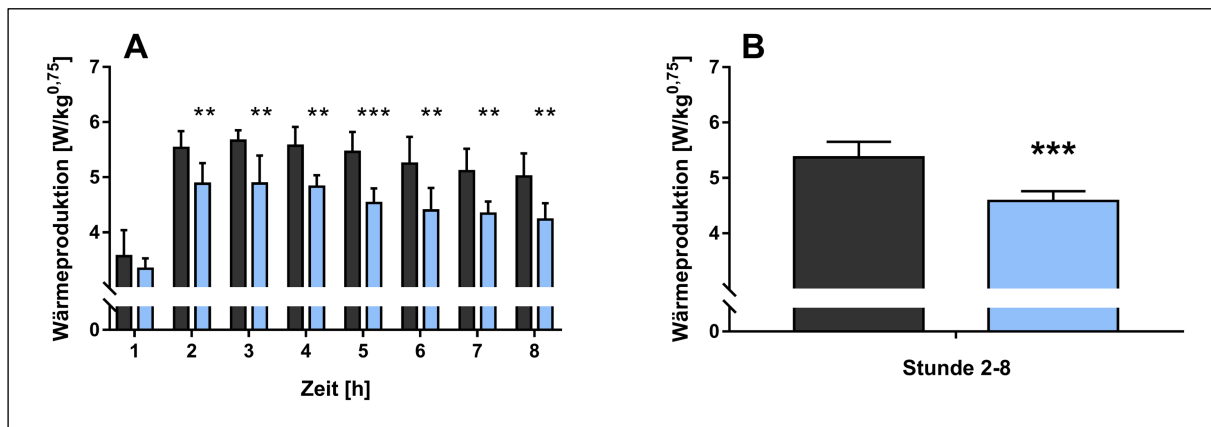 A
Wärmeproduktion [W/kg0,75]
7
6
5
4
0
** ** ** *** ** ** **
1 2 3 4 5 6 7 8
Zeit [h]
B
Wärmeproduktion [W/kg0,75]
7
6
5
4
0
***
Stunde 2-8